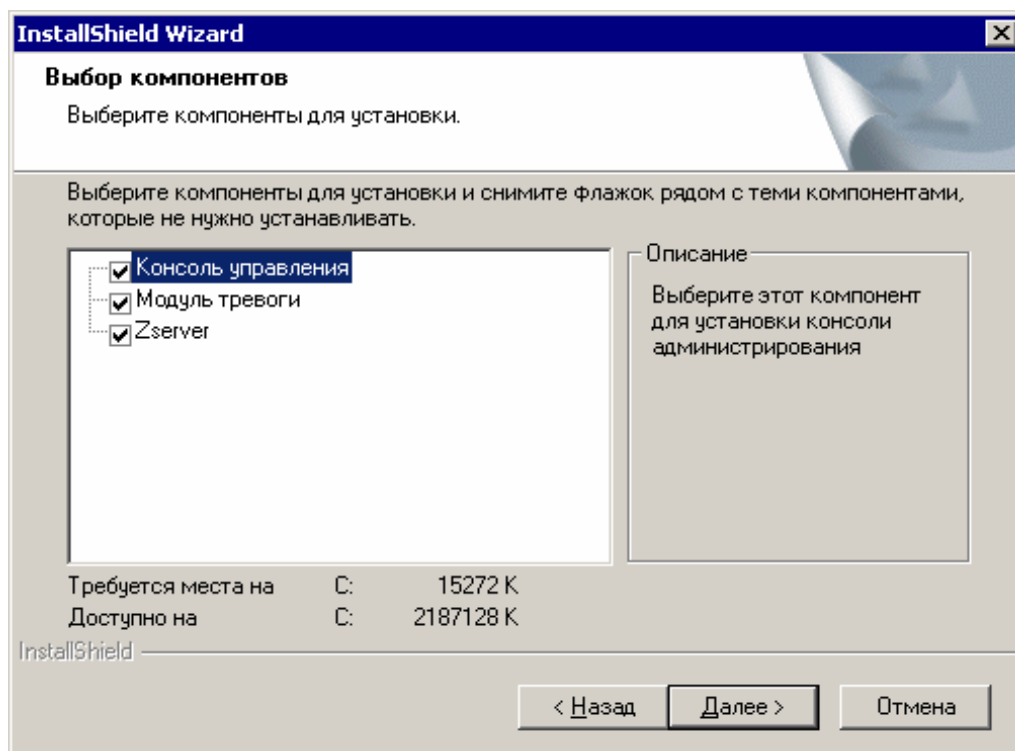 InstallShield Wizard
Выбор компонентов
Выберите компоненты для установки.
Выберите компоненты для установки и снимите флажок рядом с теми компонентами,
которые не нужно устанавливать.
Консоль управления
Модуль тревоги
Zserver
Описание
Выберите этот компонент
для установки консоли
администрирования
Требуется места на C: 15272 K
Доступно на C: 2187128 K
InstallShield
< Назад Далее > Отмена